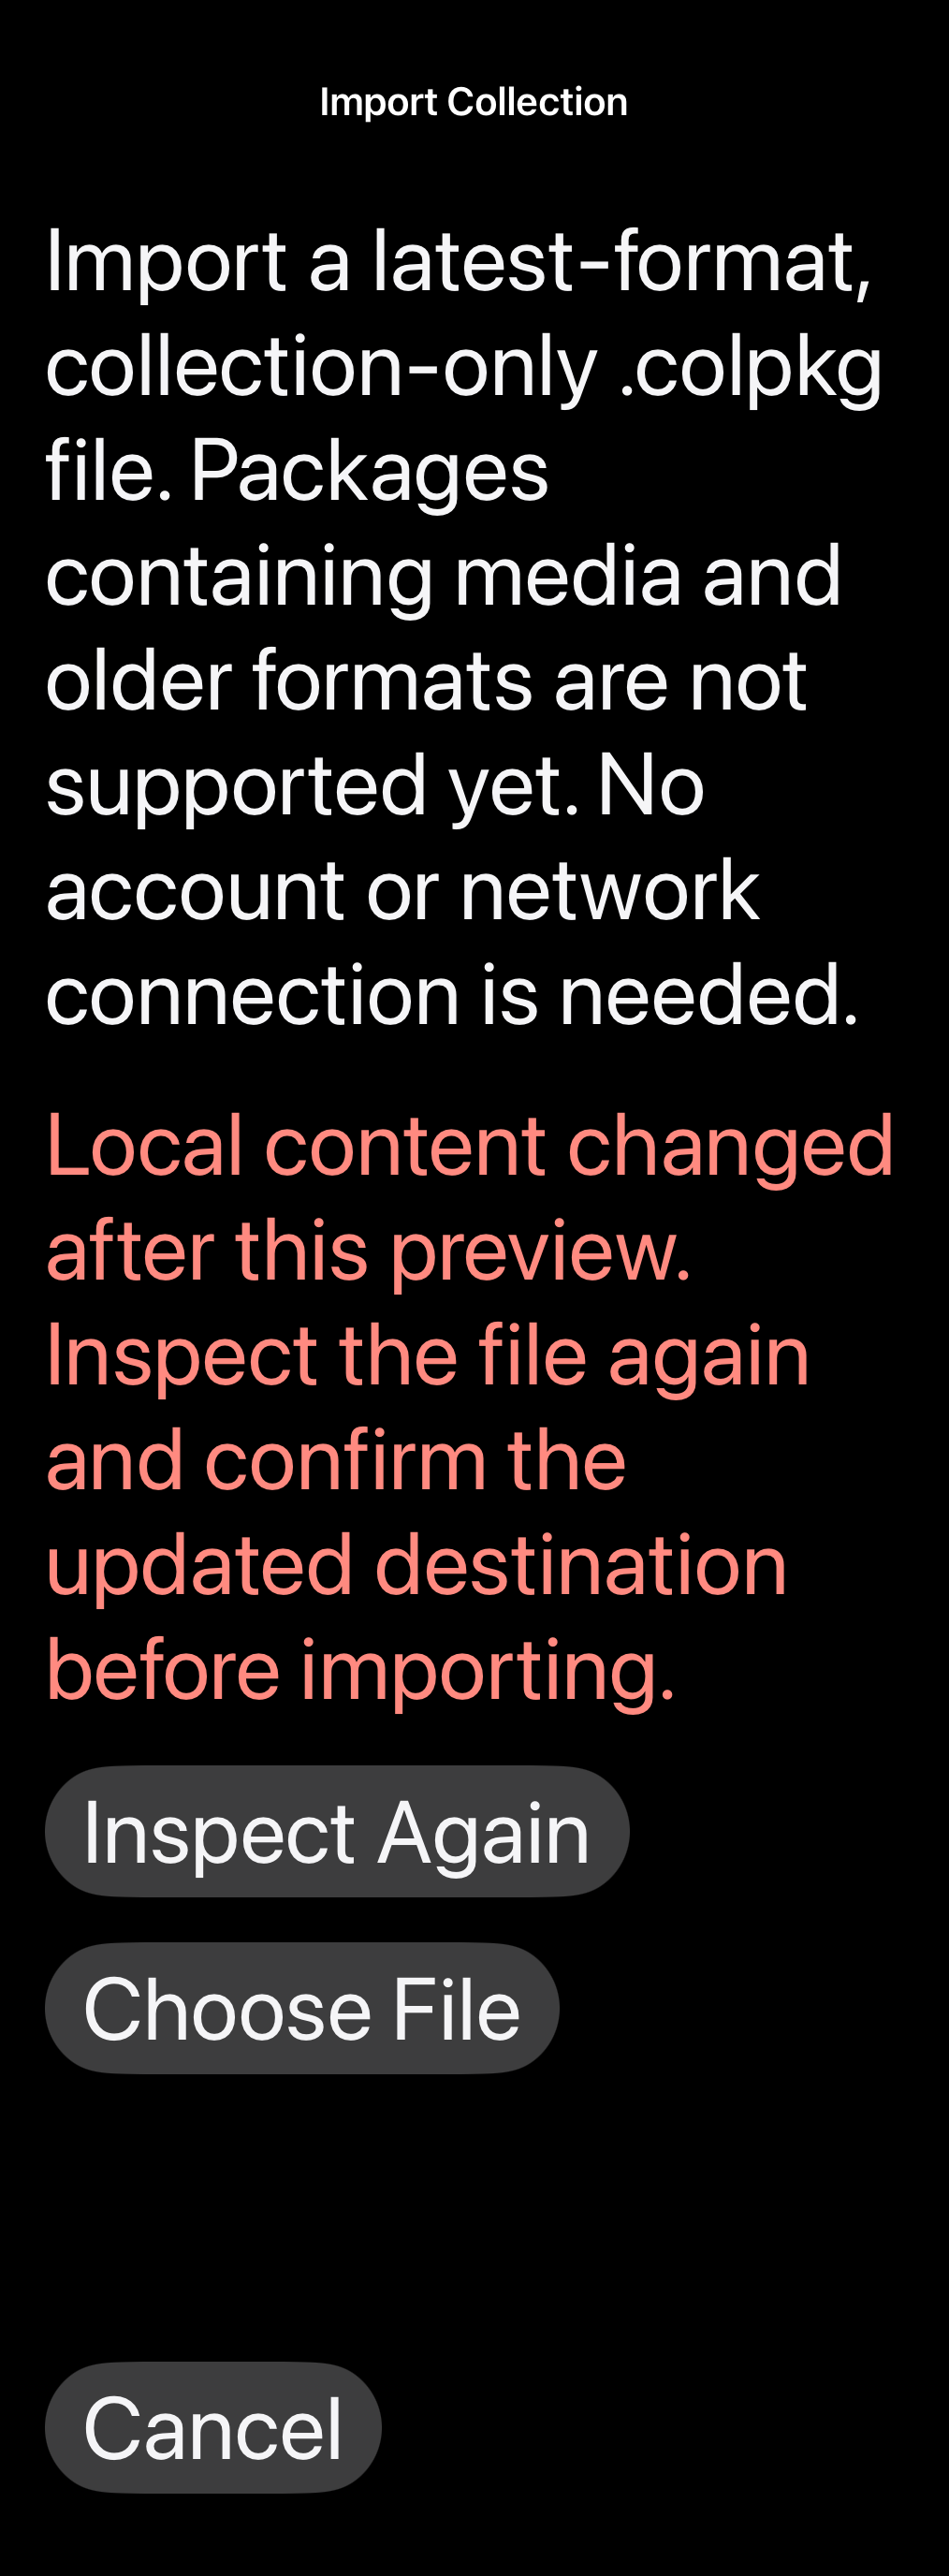 Import Collection
Import a latest-format,
collection-only .colpkg
file. Packages
containing media and
older formats are not
supported yet. No
account or network
connection is needed.
Local content changed
after this preview.
Inspect the file again
and confirm the
updated destination
before importing.
Inspect Again
Choose File
Cancel